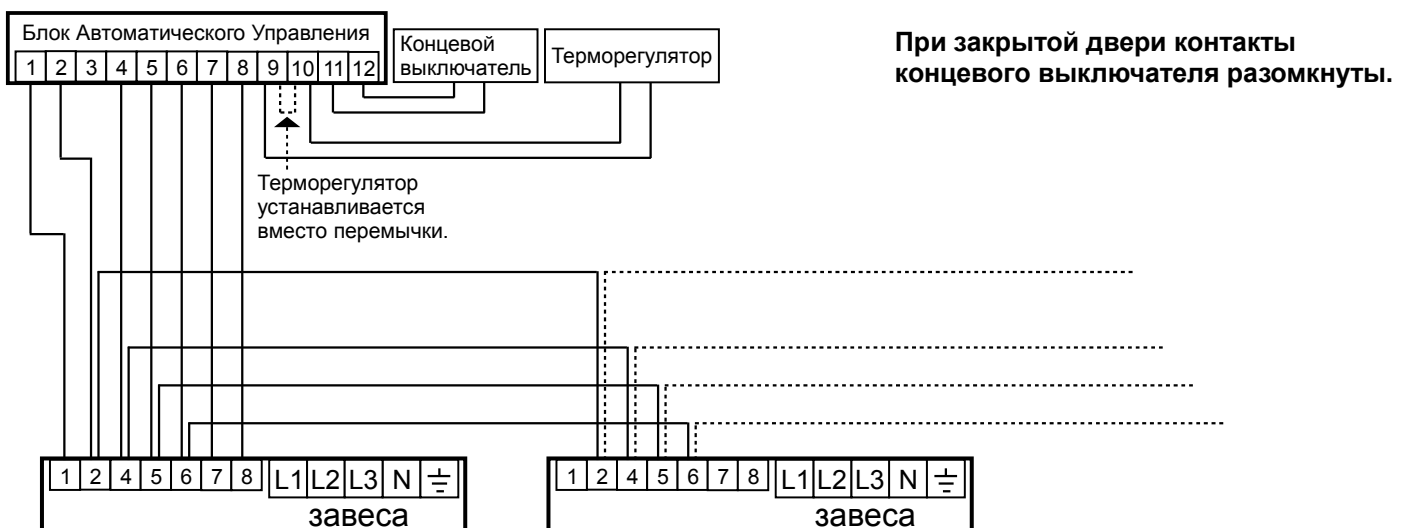 Блок Автоматического Управления
1 2 3 4 5 6 7 8 9 10 11 12
Концевой
выключатель
Терморегулятор
При закрытой двери контакты
концевого выключателя разомкнуты.
Терморегулятор
устанавливается
вместо перемычки.
1 2 4 5 6 7 8 L1 L2 L3 N
завеса
1 2 4 5 6 7 8 L1 L2 L3 N
завеса